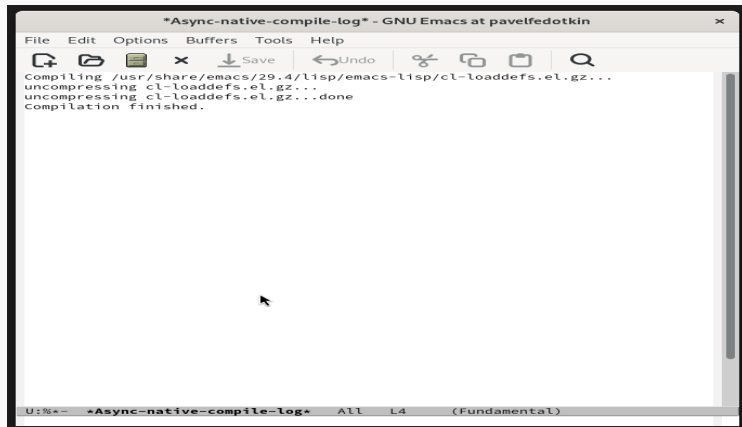 *Async-native-compile-log* - GNU Emacs at pavelfedotkin
File Edit Options Buffers Tools Help
Save Undo
Compiling /usr/share/emacs/29.4/lisp/emacs-lisp/cl-loaddefs.el.gz...
uncompressing cl-loaddefs.el.gz...
uncompressing cl-loaddefs.el.gz...done
Compilation finished.
U:%*- *Async-native-compile-log* All L4 (Fundamental)